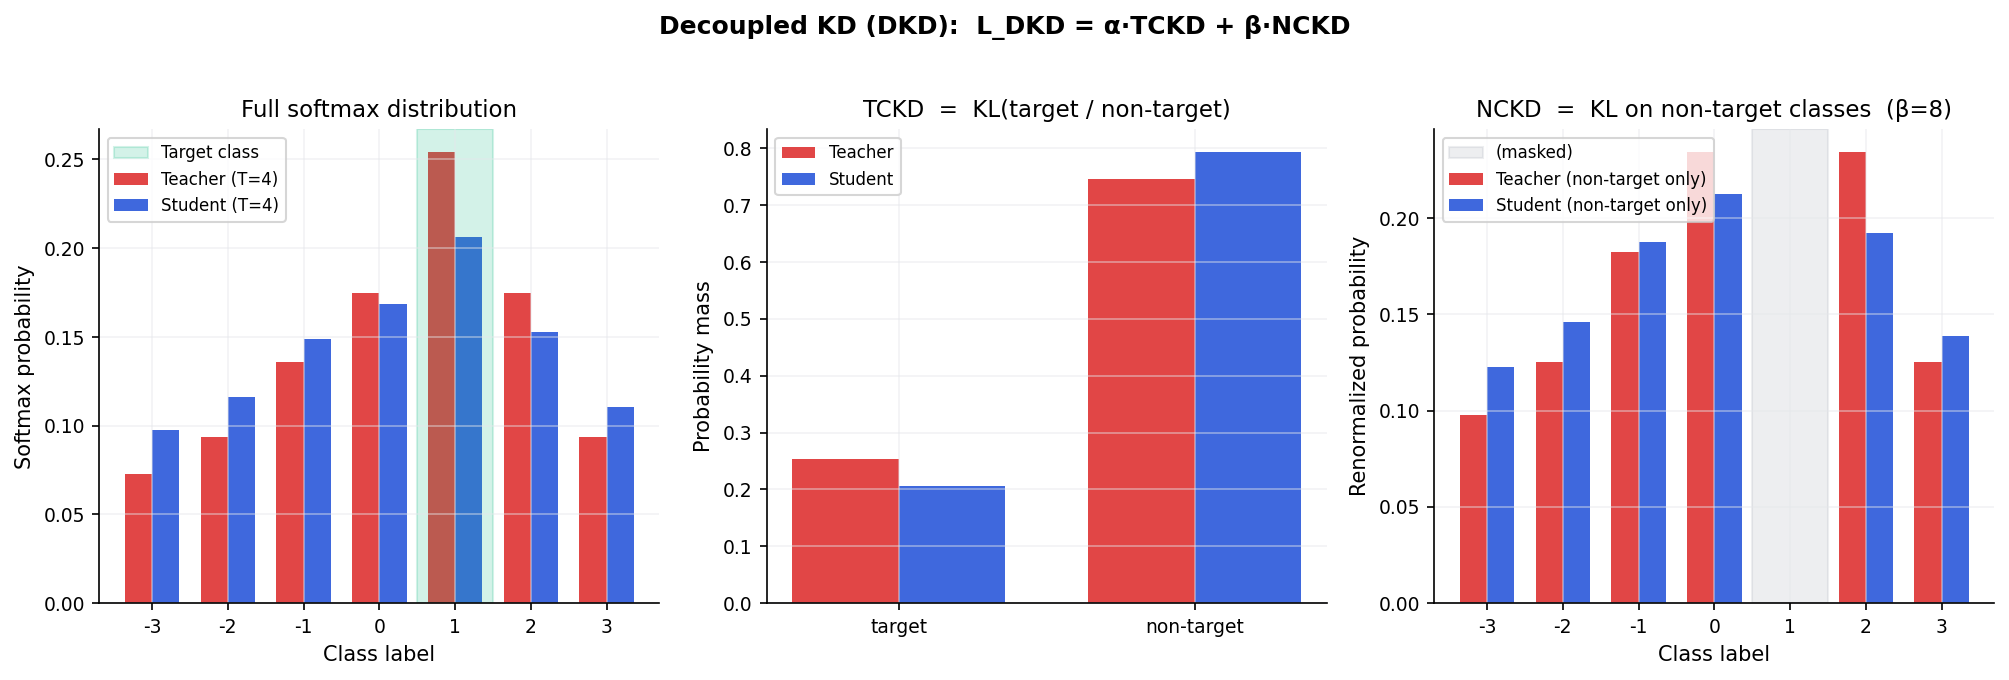 Decoupled KD (DKD):  L_DKD = α·TCKD + β·NCKD
Full softmax distribution
Target class
Teacher (T=4)
Student (T=4)
Softmax probability
0.25
0.20
0.15
0.10
0.05
0.00
-3 -2 -1 0 1 2 3
Class label
TCKD  =  KL(target / non-target)
Teacher
Student
Probability mass
0.8
0.7
0.6
0.5
0.4
0.3
0.2
0.1
0.0
target non-target
NCKD  =  KL on non-target classes  (β=8)
(masked)
Teacher (non-target only)
Student (non-target only)
Renormalized probability
0.20
0.15
0.10
0.05
0.00
-3 -2 -1 0 1 2 3
Class label